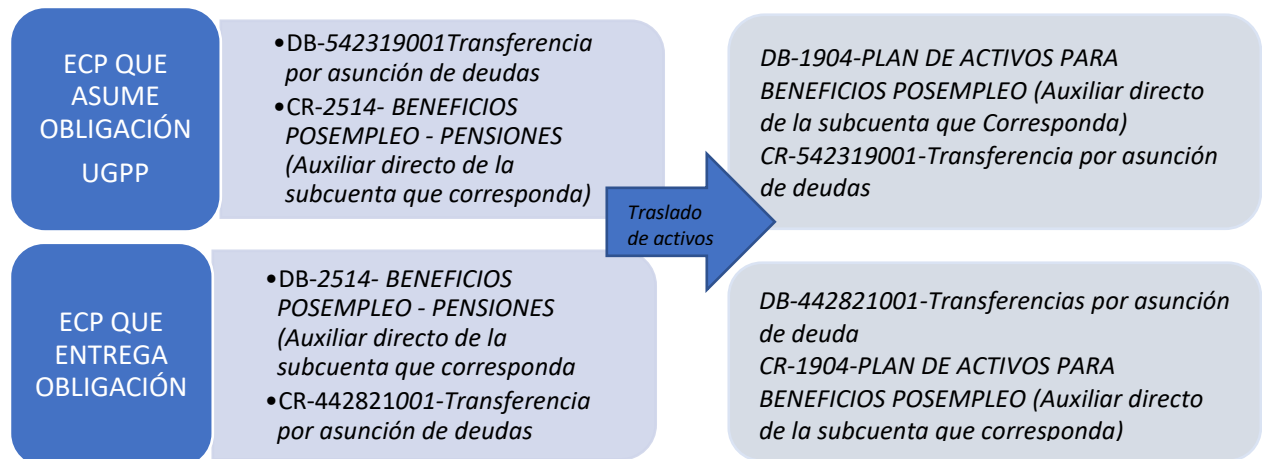 ECP QUE
ASUME
OBLIGACIÓN
UGPP
•DB-542319001Transferencia
por asunción de deudas
•CR-2514- BENEFICIOS
POSEMPLEO - PENSIONES
(Auxiliar directo de la
subcuenta que corresponda)
Traslado
de activos
DB-1904-PLAN DE ACTIVOS PARA
BENEFICIOS POSEMPLEO (Auxiliar directo
de la subcuenta que Corresponda)
CR-542319001-Transferencia por asunción
de deudas
ECP QUE
ENTREGA
OBLIGACIÓN
•DB-2514- BENEFICIOS
POSEMPLEO - PENSIONES
(Auxiliar directo de la
subcuenta que corresponda
•CR-442821001-Transferencia
por asunción de deudas
DB-442821001-Transferencias por asunción
de deuda
CR-1904-PLAN DE ACTIVOS PARA
BENEFICIOS POSEMPLEO (Auxiliar directo
de la subcuenta que corresponda)